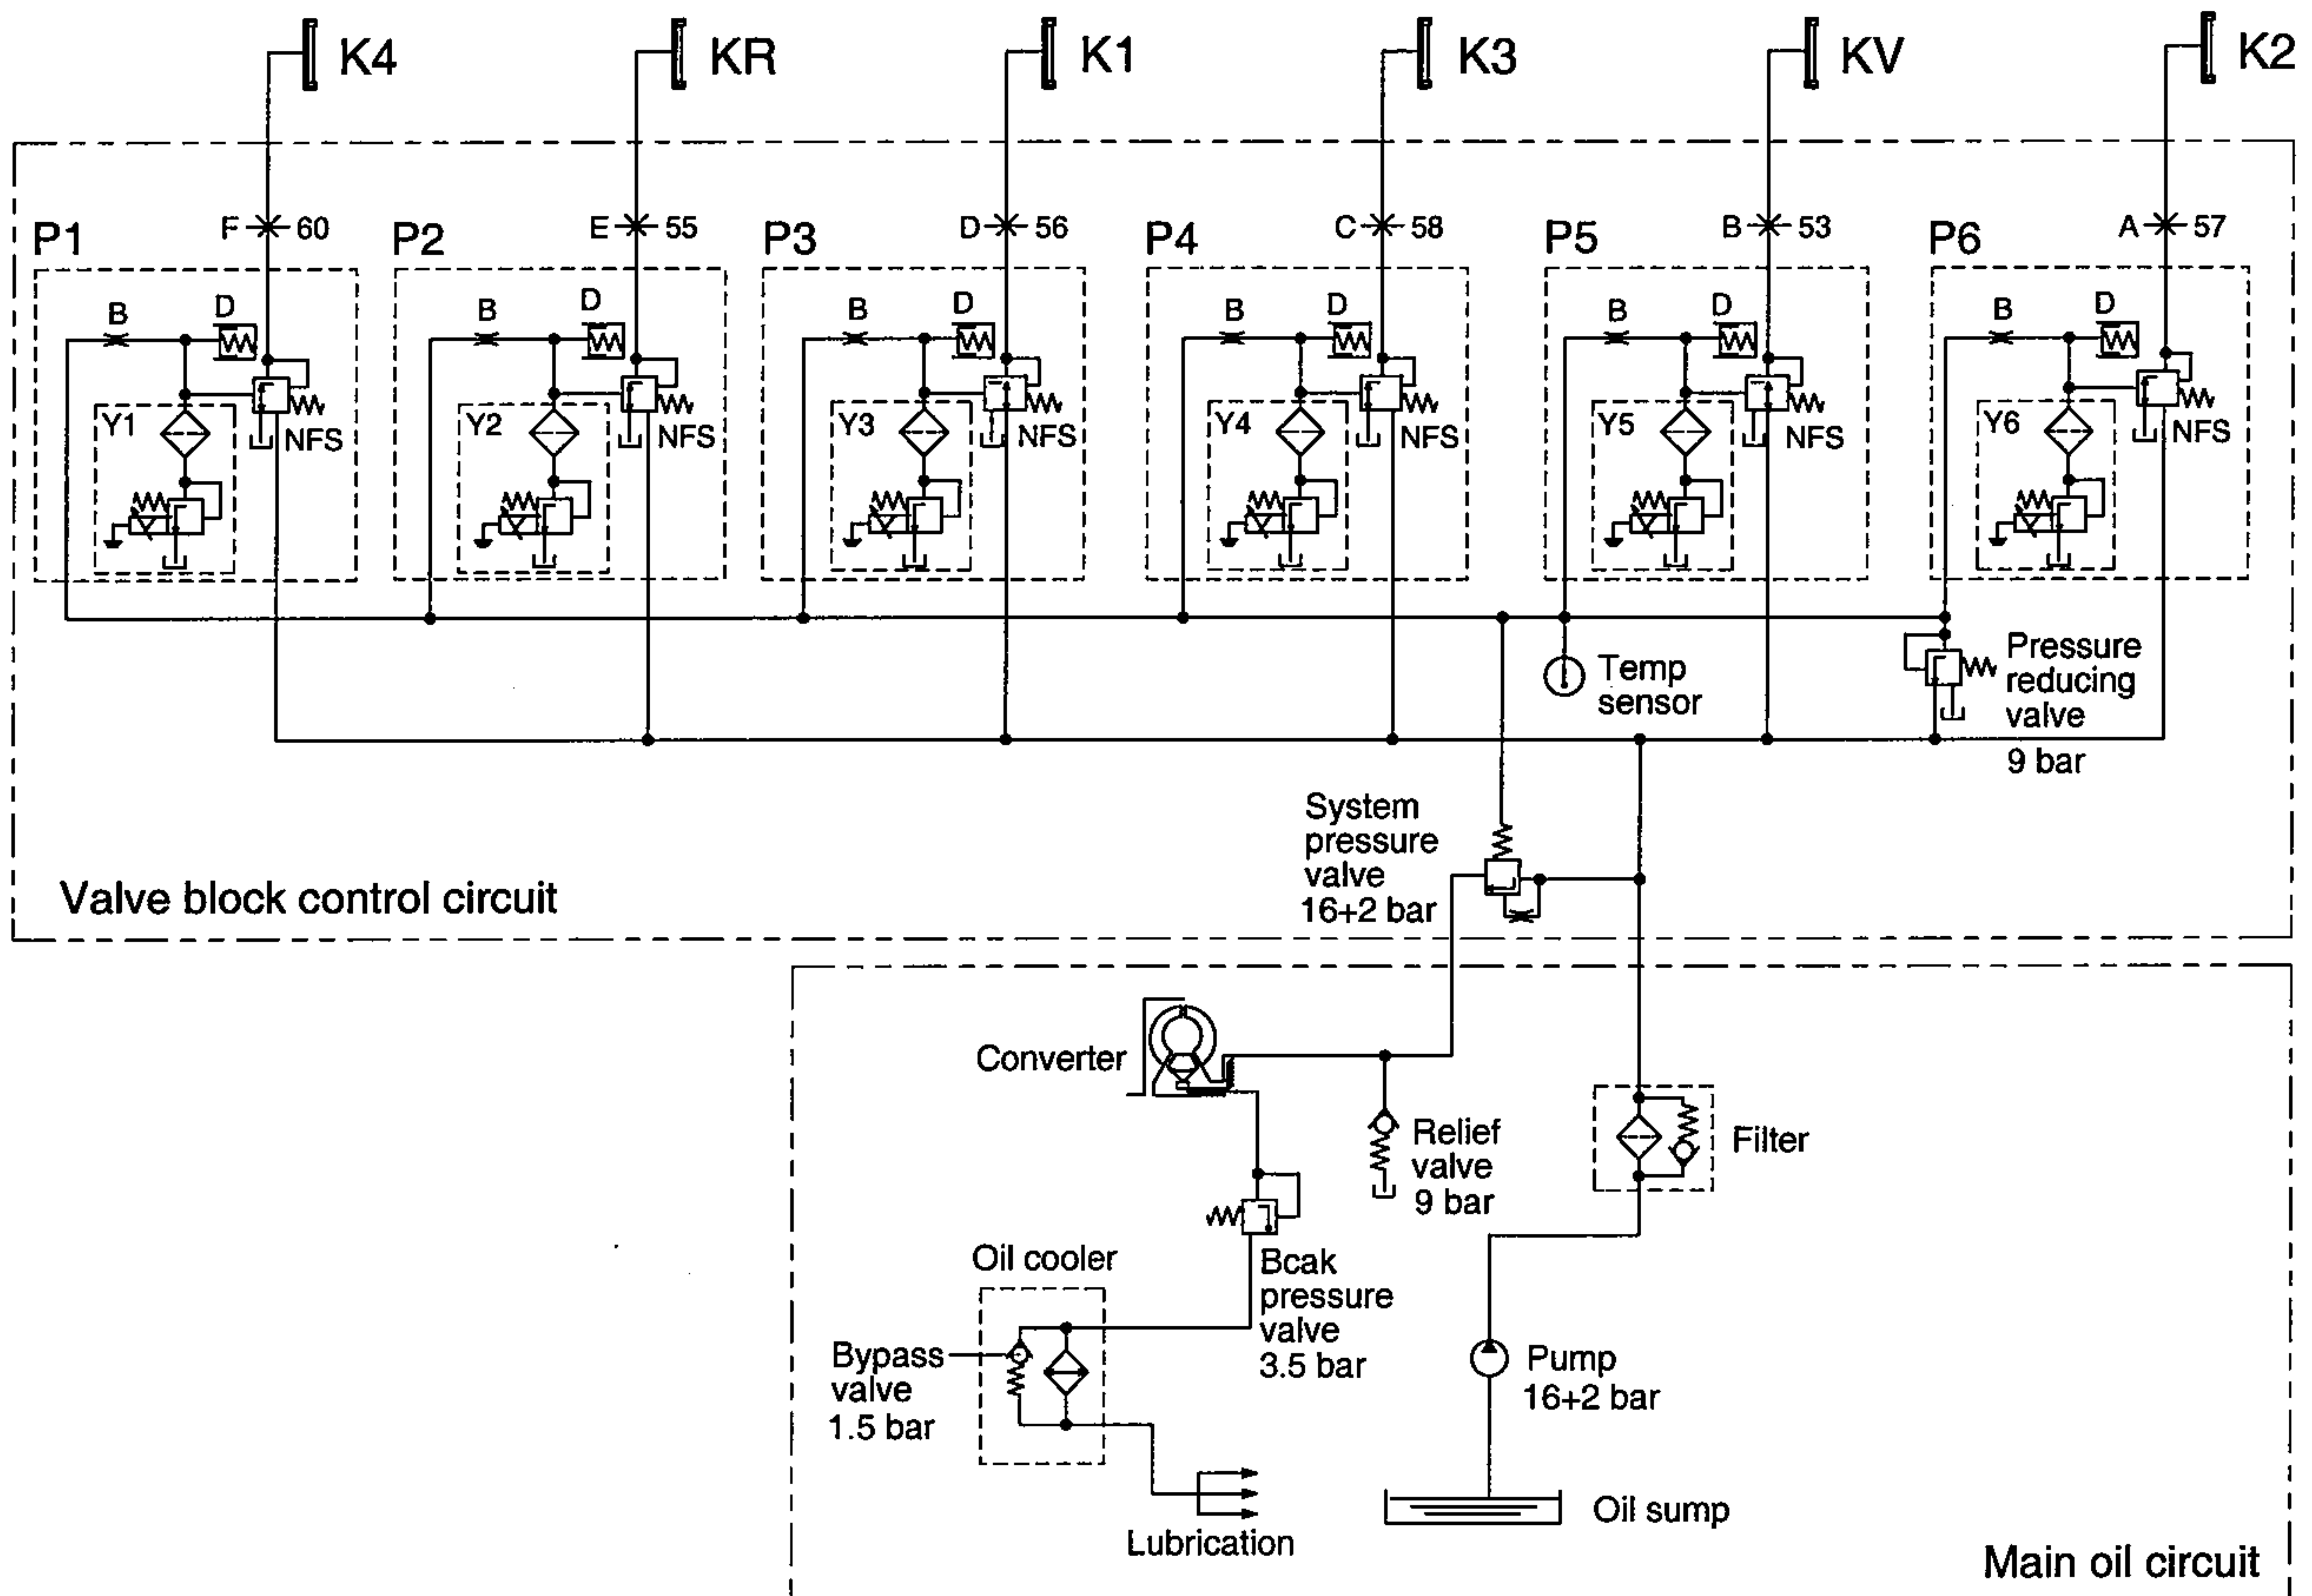 K4
KR
K1
K3
KV
K2
P1
F
60
P2
E
55
P3
D
56
P4
C
58
P5
B
53
P6
A
57
B
D
B
D
B
D
B
D
B
D
B
D
Y1
NFS
Y2
NFS
Y3
NFS
Y4
NFS
Y5
NFS
Y6
NFS
Temp
sensor
Pressure
reducing
valve
9 bar
System
pressure
valve
16+2 bar
Valve block control circuit
Converter
Relief
valve
9 bar
Filter
Oil cooler
Bcak
pressure
valve
3.5 bar
Bypass
valve
1.5 bar
Pump
16+2 bar
Lubrication
Oil sump
Main oil circuit